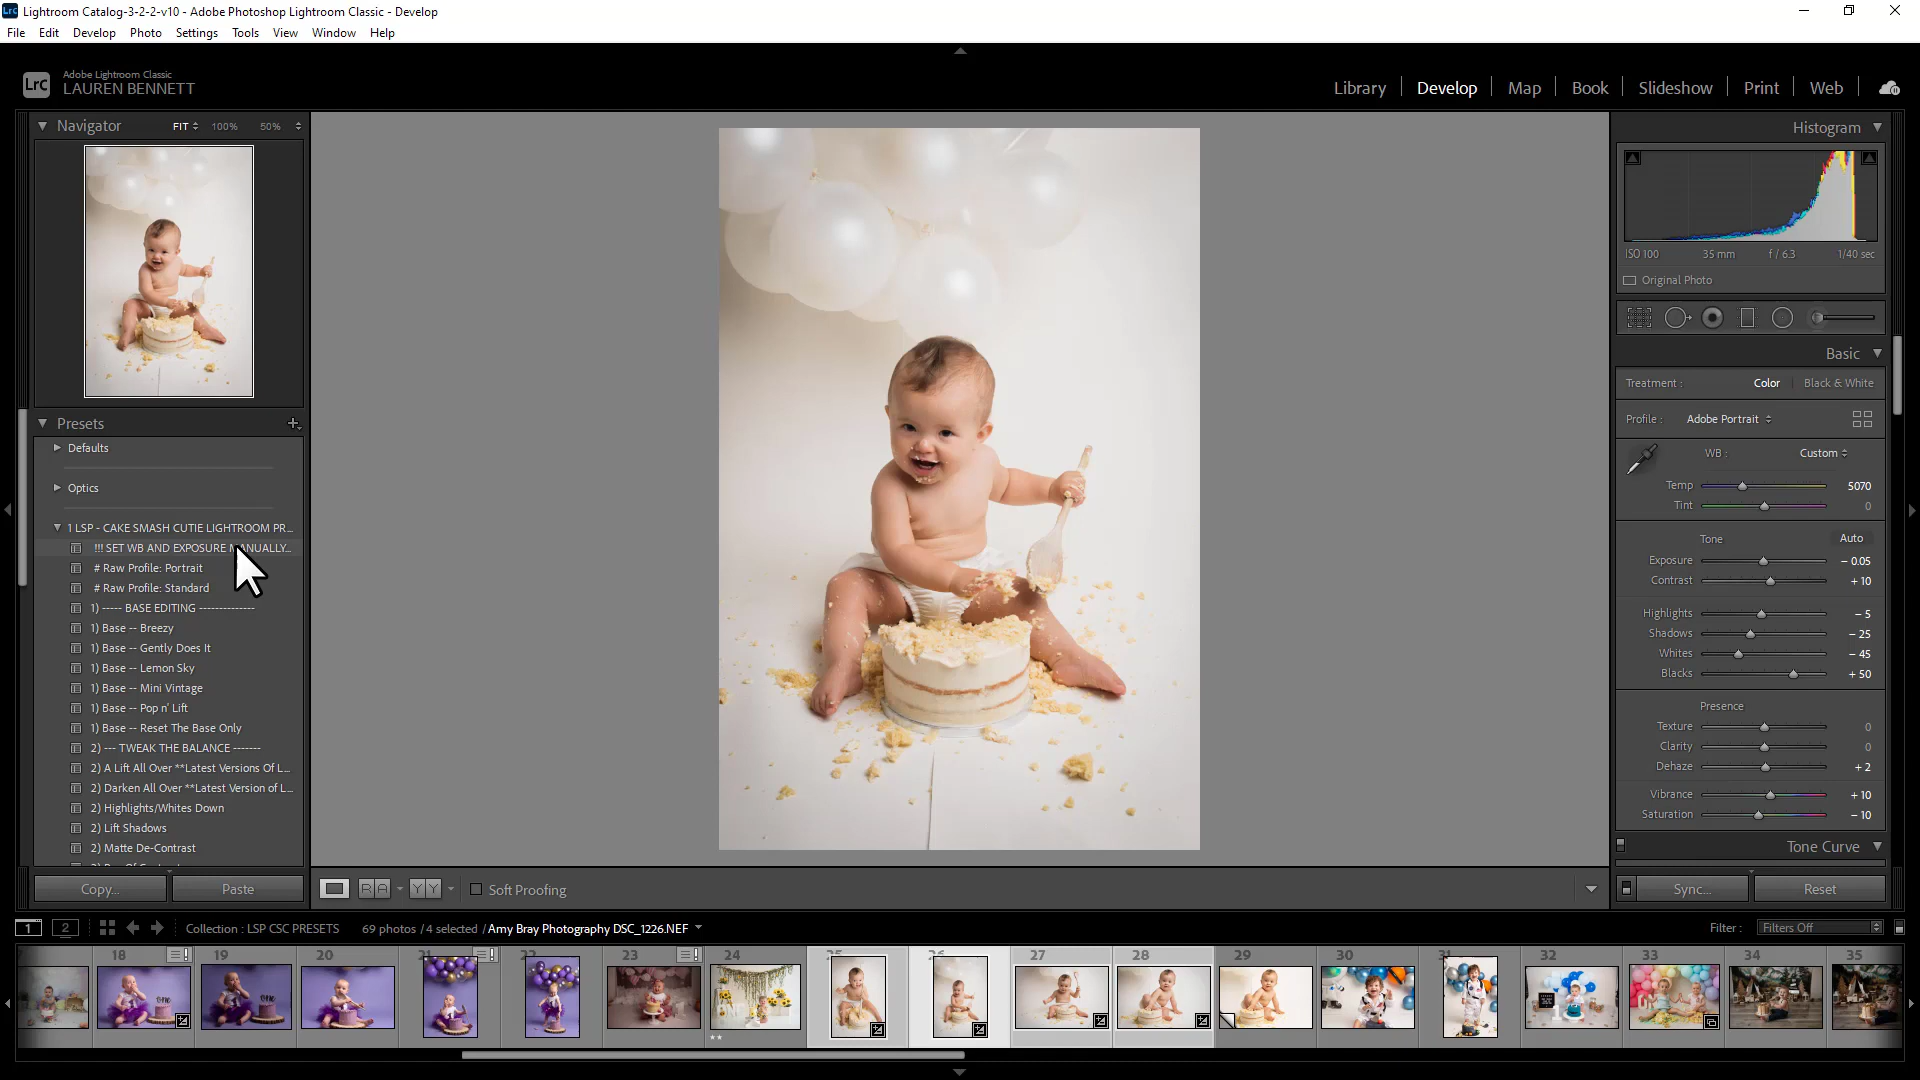 Lrc Lightroom Catalog-3-2-2-v10 - Adobe Photoshop Lightroom Classic - Develop
File Edit Develop Photo Settings Tools View Window Help
LrC Adobe Lightroom Classic
LAUREN BENNETT
Library Develop Map Book Slideshow Print Web
Navigator FIT 100% 50%
Presets
Defaults
Optics
1 LSP - CAKE SMASH CUTIE LIGHTROOM PR...
!!! SET WB AND EXPOSURE MANUALLY...
# Raw Profile: Portrait
# Raw Profile: Standard
1) ----- BASE EDITING --------------
1) Base -- Breezy
1) Base -- Gently Does It
1) Base -- Lemon Sky
1) Base -- Mini Vintage
1) Base -- Pop n' Lift
1) Base -- Reset The Base Only
2) --- TWEAK THE BALANCE -------
2) A Lift All Over **Latest Versions Of L...
2) Darken All Over **Latest Version of L...
2) Highlights/Whites Down
2) Lift Shadows
2) Matte De-Contrast
Copy... Paste
Histogram
ISO 100 35 mm f / 6.3 1/40 sec
Original Photo
Basic
Treatment : Color Black & White
Profile : Adobe Portrait
WB : Custom
Temp 5070
Tint 0
Tone Auto
Exposure - 0.05
Contrast + 10
Highlights - 5
Shadows - 25
Whites - 45
Blacks + 50
Presence
Texture 0
Clarity 0
Dehaze + 2
Vibrance + 10
Saturation - 10
Tone Curve
Sync... Reset
R A Y Y Soft Proofing
1 2 Collection : LSP CSC PRESETS 69 photos / 4 selected / Amy Bray Photography DSC_1226.NEF Filter : Filters Off
18 19 20 21 22 23 24 25 26 27 28 29 30 31 32 33 34 35